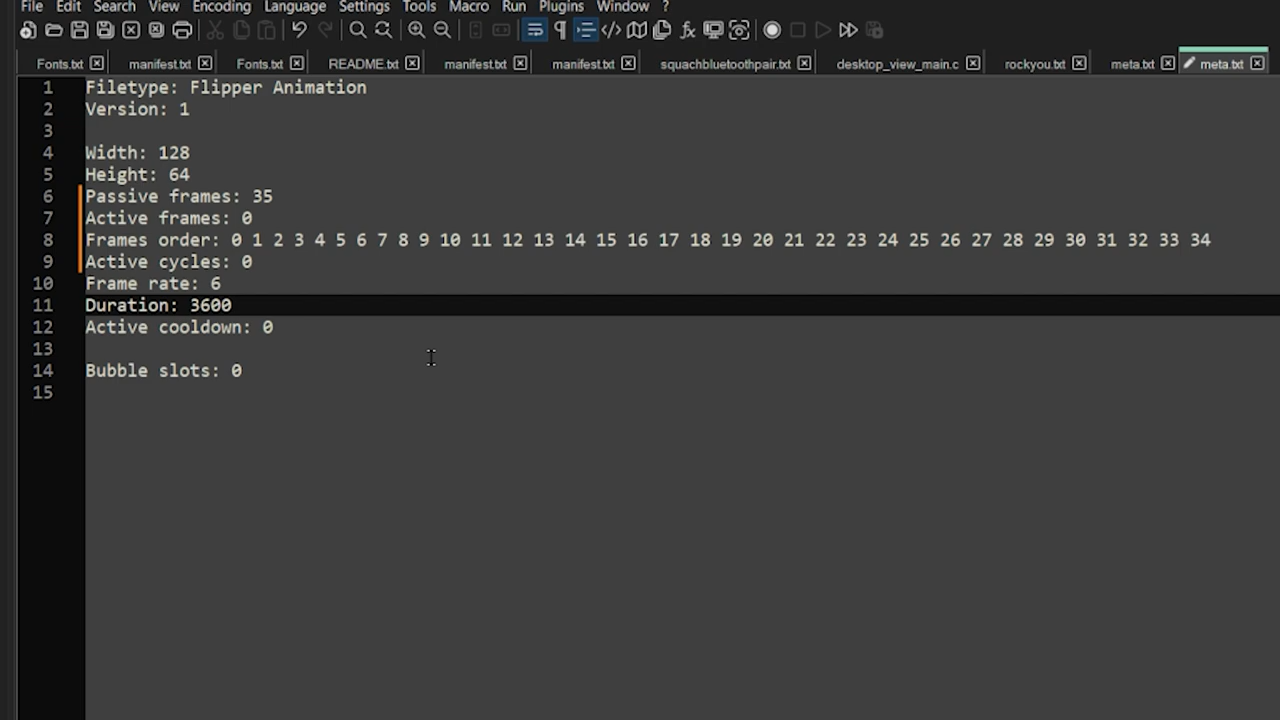 File Edit Search View Encoding Language Settings Tools Macro Run Plugins Window ?
Fonts.txt manifest.txt Fonts.txt README.txt manifest.txt manifest.txt squachbluetoothpair.txt desktop_view_main.c rockyou.txt meta.txt meta.txt
1 Filetype: Flipper Animation
2 Version: 1
3
4 Width: 128
5 Height: 64
6 Passive frames: 35
7 Active frames: 0
8 Frames order: 0 1 2 3 4 5 6 7 8 9 10 11 12 13 14 15 16 17 18 19 20 21 22 23 24 25 26 27 28 29 30 31 32 33 34
9 Active cycles: 0
10 Frame rate: 6
11 Duration: 3600
12 Active cooldown: 0
13
14 Bubble slots: 0
15